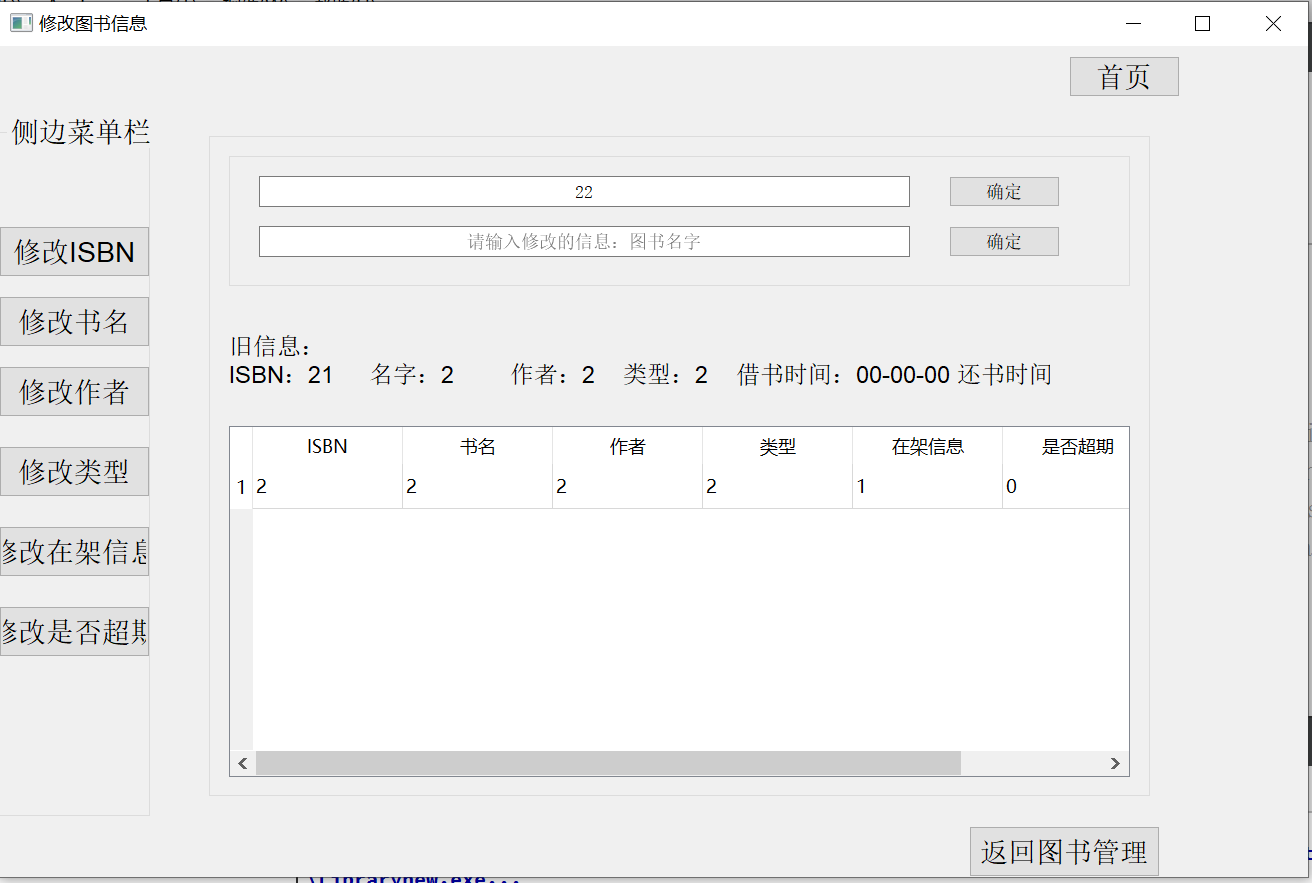 修改图书信息
首页
侧边菜单栏
22 确定
请输入修改的信息：图书名字 确定
修改ISBN
修改书名
修改作者
修改类型
修改在架信息
修改是否超期
旧信息：
ISBN：21 名字：2 作者：2 类型：2 借书时间：00-00-00 还书时间
ISBN 书名 作者 类型 在架信息 是否超期
1 2 2 2 2 1 0
返回图书管理
\Librarynew.exe...